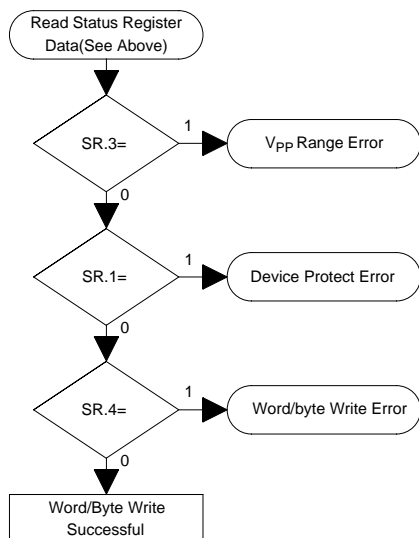 Read Status Register
Data(See Above)
SR.3=
1
VPP Range Error
0
SR.1=
1
Device Protect Error
0
SR.4=
1
Word/byte Write Error
0
Word/Byte Write
Successful